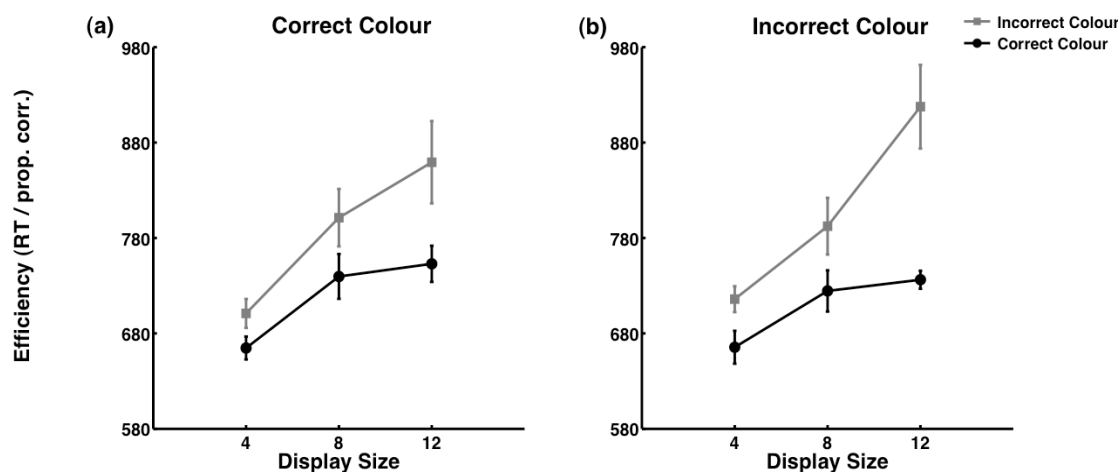 (a) Correct Colour
(b) Incorrect Colour
Incorrect Colour
Correct Colour
Efficiency (RT / prop. corr.)
980
880
780
680
580
4 8 12
Display Size
980
880
780
680
580
4 8 12
Display Size